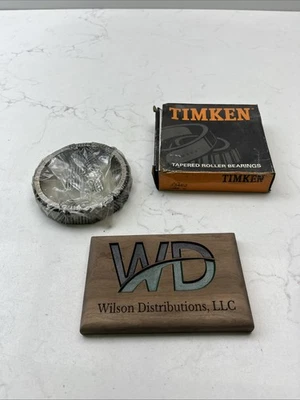 TIMKEN
TAPERED ROLLER BEARINGS
TIMKEN
WD
Wilson Distributions, LLC